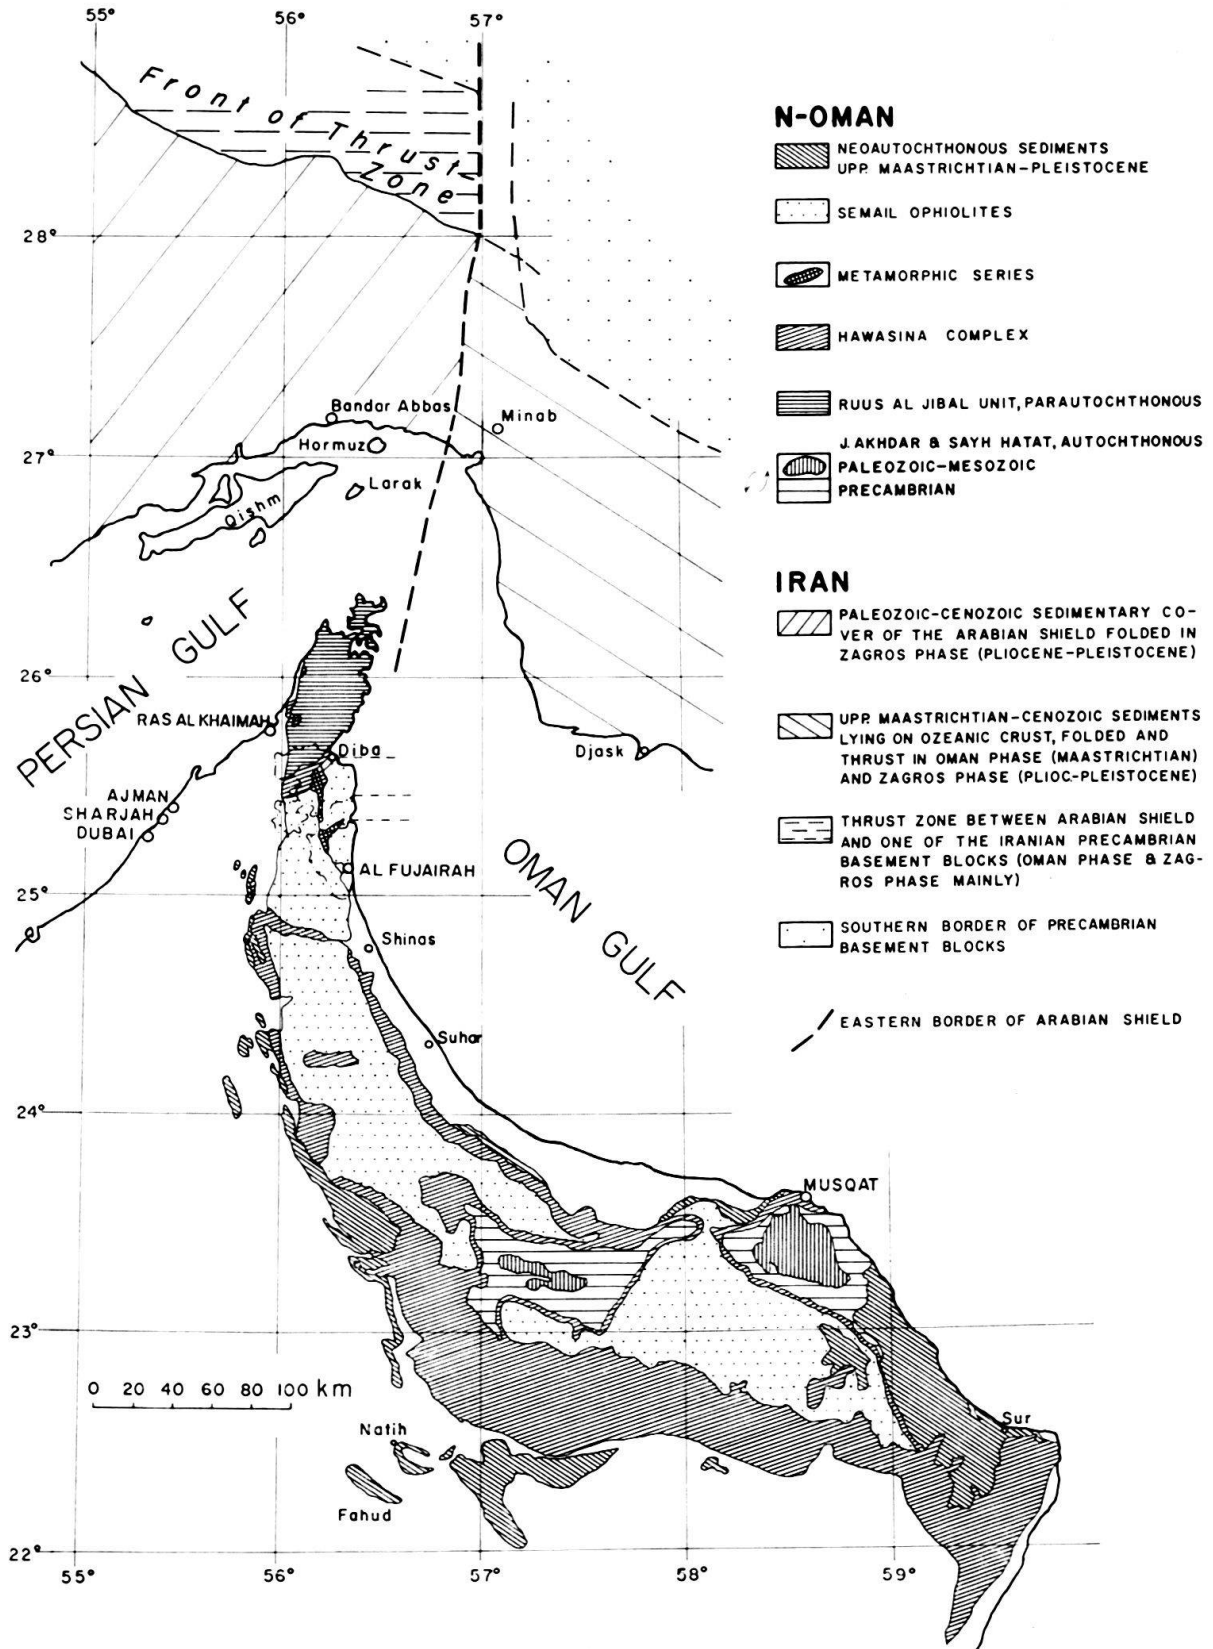 55°
56°
57°
Front of Thrust
Zone
28°
Bandar Abbas
Minab
Hormuz
27°
Larak
Qishm
PERSIAN GULF
26°
RAS AL KHAIMAH
Diba
Djask
AJMAN
SHARJAH
DUBAI
OMAN GULF
AL FUJAIRAH
25°
Shinas
Suhar
24°
MUSQAT
23°
0 20 40 60 80 100 km
Natih
Sur
Fahud
22°
55°
56°
57°
58°
59°
N-OMAN
NEOAUTOCHTHONOUS SEDIMENTS
UPP. MAASTRICHTIAN-PLEISTOCENE
SEMAIL OPHIOLITES
METAMORPHIC SERIES
HAWASINA COMPLEX
RUUS AL JIBAL UNIT, PARAUTOCHTHONOUS
J. AKHDAR & SAYH HATAT, AUTOCHTHONOUS
PALEOZOIC-MESOZOIC
PRECAMBRIAN
IRAN
PALEOZOIC-CENOZOIC SEDIMENTARY CO-
VER OF THE ARABIAN SHIELD FOLDED IN
ZAGROS PHASE (PLIOCENE-PLEISTOCENE)
UPP. MAASTRICHTIAN-CENOZOIC SEDIMENTS
LYING ON OZEANIC CRUST, FOLDED AND
THRUST IN OMAN PHASE (MAASTRICHTIAN)
AND ZAGROS PHASE (PLIOC.-PLEISTOCENE)
THRUST ZONE BETWEEN ARABIAN SHIELD
AND ONE OF THE IRANIAN PRECAMBRIAN
BASEMENT BLOCKS (OMAN PHASE & ZAG-
ROS PHASE MAINLY)
SOUTHERN BORDER OF PRECAMBRIAN
BASEMENT BLOCKS
EASTERN BORDER OF ARABIAN SHIELD